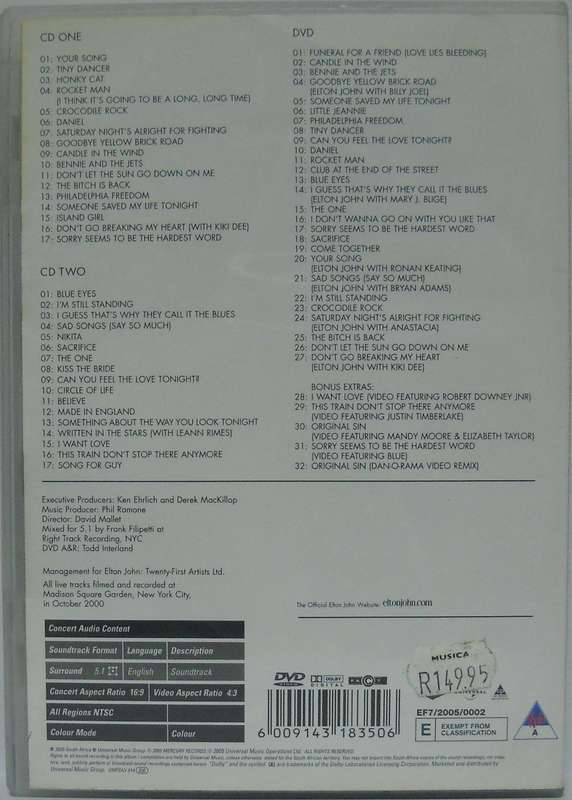 CD ONE
01: YOUR SONG
02: TINY DANCER
03: HONKY CAT
04: ROCKET MAN
(I THINK IT'S GOING TO BE A LONG, LONG TIME)
05: CROCODILE ROCK
06: DANIEL
07: SATURDAY NIGHT'S ALRIGHT FOR FIGHTING
08: GOODBYE YELLOW BRICK ROAD
09: CANDLE IN THE WIND
10: BENNIE AND THE JETS
11: DON'T LET THE SUN GO DOWN ON ME
12: THE BITCH IS BACK
13: PHILADELPHIA FREEDOM
14: SOMEONE SAVED MY LIFE TONIGHT
15: ISLAND GIRL
16: DON'T GO BREAKING MY HEART (WITH KIKI DEE)
17: SORRY SEEMS TO BE THE HARDEST WORD
CD TWO
01: BLUE EYES
02: I'M STILL STANDING
03: I GUESS THAT'S WHY THEY CALL IT THE BLUES
04: SAD SONGS (SAY SO MUCH)
05: NIKITA
06: SACRIFICE
07: THE ONE
08: KISS THE BRIDE
09: CAN YOU FEEL THE LOVE TONIGHT?
10: CIRCLE OF LIFE
11: BELIEVE
12: MADE IN ENGLAND
13: SOMETHING ABOUT THE WAY YOU LOOK TONIGHT
14: WRITTEN IN THE STARS (WITH LEANN RIMES)
15: I WANT LOVE
16: THIS TRAIN DON'T STOP THERE ANYMORE
17: SONG FOR GUY
DVD
01: FUNERAL FOR A FRIEND (LOVE LIES BLEEDING)
02: CANDLE IN THE WIND
03: BENNIE AND THE JETS
04: GOODBYE YELLOW BRICK ROAD
(ELTON JOHN WITH BILLY JOEL)
05: SOMEONE SAVED MY LIFE TONIGHT
06: LITTLE JEANNIE
07: PHILADELPHIA FREEDOM
08: TINY DANCER
09: CAN YOU FEEL THE LOVE TONIGHT?
10: DANIEL
11: ROCKET MAN
12: CLUB AT THE END OF THE STREET
13: BLUE EYES
14: I GUESS THAT'S WHY THEY CALL IT THE BLUES
(ELTON JOHN WITH MARY J. BLIGE)
15: THE ONE
16: I DON'T WANNA GO ON WITH YOU LIKE THAT
17: SORRY SEEMS TO BE THE HARDEST WORD
18: SACRIFICE
19: COME TOGETHER
20: YOUR SONG
(ELTON JOHN WITH RONAN KEATING)
21: SAD SONGS (SAY SO MUCH)
(ELTON JOHN WITH BRYAN ADAMS)
22: I'M STILL STANDING
23: CROCODILE ROCK
24: SATURDAY NIGHT'S ALRIGHT FOR FIGHTING
(ELTON JOHN WITH ANASTACIA)
25: THE BITCH IS BACK
26: DON'T LET THE SUN GO DOWN ON ME
27: DON'T GO BREAKING MY HEART
(ELTON JOHN WITH KIKI DEE)
BONUS EXTRAS:
28: I WANT LOVE (VIDEO FEATURING ROBERT DOWNEY JNR)
29: THIS TRAIN DON'T STOP THERE ANYMORE
(VIDEO FEATURING JUSTIN TIMBERLAKE)
30: ORIGINAL SIN
(VIDEO FEATURING MANDY MOORE & ELIZABETH TAYLOR)
31: SORRY SEEMS TO BE THE HARDEST WORD
(VIDEO FEATURING BLUE)
32: ORIGINAL SIN (DAN-O-RAMA VIDEO REMIX)
Executive Producers: Ken Ehrlich and Derek MacKillop
Music Producer: Phil Ramone
Director: David Mallet
Mixed for 5.1 by Frank Filipetti at
Right Track Recording, NYC
DVD A&R: Todd Interland
Management for Elton John: Twenty-First Artists Ltd.
All live tracks filmed and recorded at
Madison Square Garden, New York City,
in October 2000
The Official Elton John Website: eltonjohn.com
Concert Audio Content
Soundtrack Format Language Description
Surround 5.1 English Soundtrack
Concert Aspect Ratio 16:9 Video Aspect Ratio 4:3
All Regions NTSC
Colour Mode Colour
DVD VIDEO
DOLBY DIGITAL
6 009143 183506
MUSICA
R149.95
UNIVERSAL
EF7/2005/0002
E EXEMPT FROM CLASSIFICATION
A